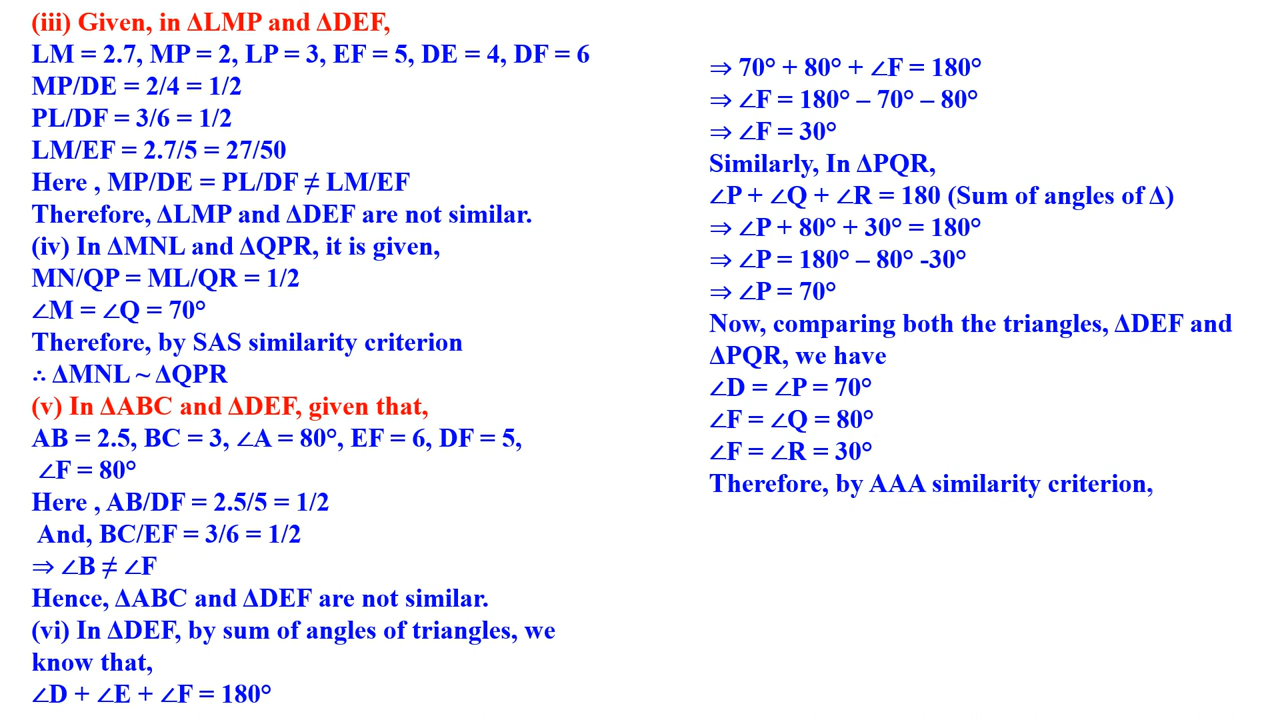 (iii) Given, in ΔLMP and ΔDEF,
LM = 2.7, MP = 2, LP = 3, EF = 5, DE = 4, DF = 6
MP/DE = 2/4 = 1/2
PL/DF = 3/6 = 1/2
LM/EF = 2.7/5 = 27/50
Here , MP/DE = PL/DF ≠ LM/EF
Therefore, ΔLMP and ΔDEF are not similar.
(iv) In ΔMNL and ΔQPR, it is given,
MN/QP = ML/QR = 1/2
∠M = ∠Q = 70°
Therefore, by SAS similarity criterion
∴ ΔMNL ~ ΔQPR
(v) In ΔABC and ΔDEF, given that,
AB = 2.5, BC = 3, ∠A = 80°, EF = 6, DF = 5,
∠F = 80°
Here , AB/DF = 2.5/5 = 1/2
And, BC/EF = 3/6 = 1/2
⇒ ∠B ≠ ∠F
Hence, ΔABC and ΔDEF are not similar.
(vi) In ΔDEF, by sum of angles of triangles, we
know that,
∠D + ∠E + ∠F = 180°
⇒ 70° + 80° + ∠F = 180°
⇒ ∠F = 180° – 70° – 80°
⇒ ∠F = 30°
Similarly, In ΔPQR,
∠P + ∠Q + ∠R = 180 (Sum of angles of Δ)
⇒ ∠P + 80° + 30° = 180°
⇒ ∠P = 180° – 80° -30°
⇒ ∠P = 70°
Now, comparing both the triangles, ΔDEF and
ΔPQR, we have
∠D = ∠P = 70°
∠F = ∠Q = 80°
∠F = ∠R = 30°
Therefore, by AAA similarity criterion,